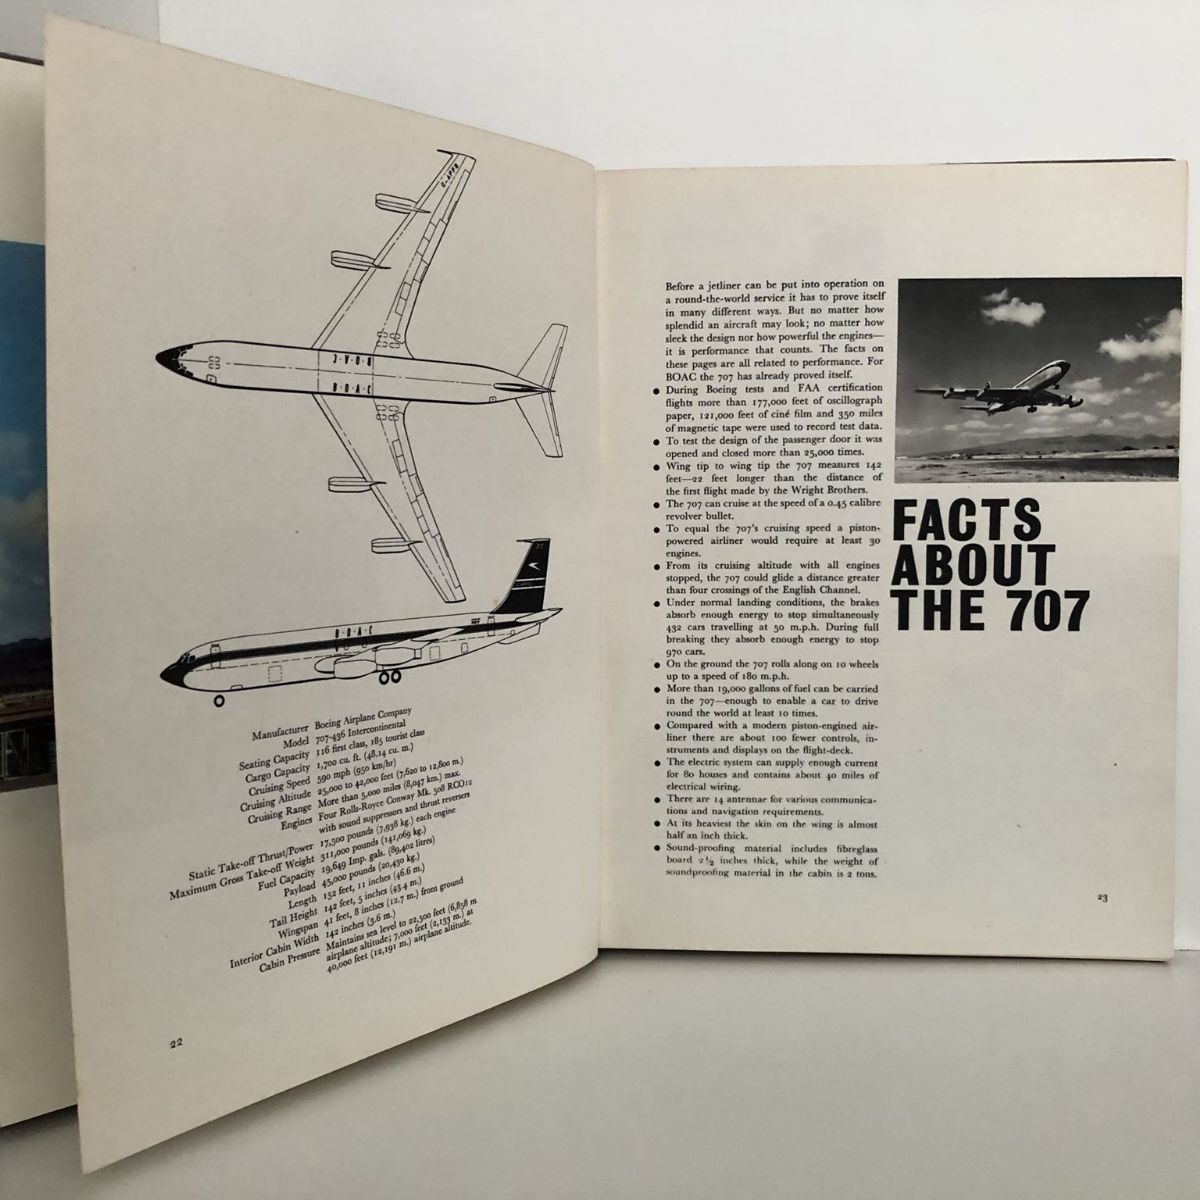 G-APFB
B·O·A·C
B·O·A·C
B·O·A·C
Manufacturer Boeing Airplane Company
Model 707-436 Intercontinental
Seating Capacity 116 first class, 185 tourist class
Cargo Capacity 1,700 cu. ft. (48.14 cu. m.)
Cruising Speed 590 mph (950 km/hr)
Cruising Altitude 25,000 to 42,000 feet (7,620 to 12,800 m.)
Cruising Range More than 5,000 miles (8,047 km.) max.
Engines Four Rolls-Royce Conway Mk. 508 RCO12
with sound suppressors and thrust reversers
Static Take-off Thrust/Power 17,500 pounds (7,938 kg.) each engine
Maximum Gross Take-off Weight 311,000 pounds (141,069 kg.)
Fuel Capacity 19,649 Imp. gals. (89,402 litres)
Payload 45,000 pounds (20,430 kg.)
Length 152 feet, 11 inches (46.6 m.)
Tail Height 142 feet, 5 inches (43.4 m.)
Wingspan 41 feet, 8 inches (12.7 m.) from ground
Interior Cabin Width 142 inches (3.6 m.)
Cabin Pressure Maintains sea level to 22,500 feet (6,858 m
airplane altitude; 7,000 feet (2,133 m.) at
40,000 feet (12,191 m.) airplane altitude.
22
Before a jetliner can be put into operation on
a round-the-world service it has to prove itself
in many different ways. But no matter how
splendid an aircraft may look; no matter how
sleek the design nor how powerful the engines—
it is performance that counts. The facts on
these pages are all related to performance. For
BOAC the 707 has already proved itself.
● During Boeing tests and FAA certification
flights more than 177,000 feet of oscillograph
paper, 121,000 feet of ciné film and 350 miles
of magnetic tape were used to record test data.
● To test the design of the passenger door it was
opened and closed more than 25,000 times.
● Wing tip to wing tip the 707 measures 142
feet—22 feet longer than the distance of
the first flight made by the Wright Brothers.
● The 707 can cruise at the speed of a 0.45 calibre
revolver bullet.
● To equal the 707's cruising speed a piston-
powered airliner would require at least 30
engines.
● From its cruising altitude with all engines
stopped, the 707 could glide a distance greater
than four crossings of the English Channel.
● Under normal landing conditions, the brakes
absorb enough energy to stop simultaneously
432 cars travelling at 50 m.p.h. During full
breaking they absorb enough energy to stop
970 cars.
● On the ground the 707 rolls along on 10 wheels
up to a speed of 180 m.p.h.
● More than 19,000 gallons of fuel can be carried
in the 707—enough to enable a car to drive
round the world at least 10 times.
● Compared with a modern piston-engined air-
liner there are about 100 fewer controls, in-
struments and displays on the flight-deck.
● The electric system can supply enough current
for 80 houses and contains about 40 miles of
electrical wiring.
● There are 14 antennae for various communica-
tions and navigation requirements.
● At its heaviest the skin on the wing is almost
half an inch thick.
● Sound-proofing material includes fibreglass
board 2½ inches thick, while the weight of
soundproofing material in the cabin is 2 tons.
FACTS
ABOUT
THE 707
23